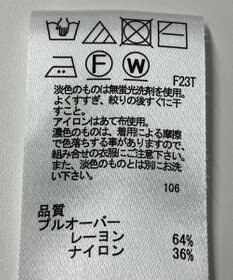 F W
F23T
淡色のものは無蛍光洗剤を使用。
よくすすぎ、絞りの後すぐに干
すこと。
アイロンはあて布使用。
濃色のものは、着用による摩擦
で色落ちする事がありますので、
組み合せの衣服にご注意下さい。
また、淡色のものとは別にお洗
い下さい。
106
品質
プルオーバー
レーヨン 64%
ナイロン 36%